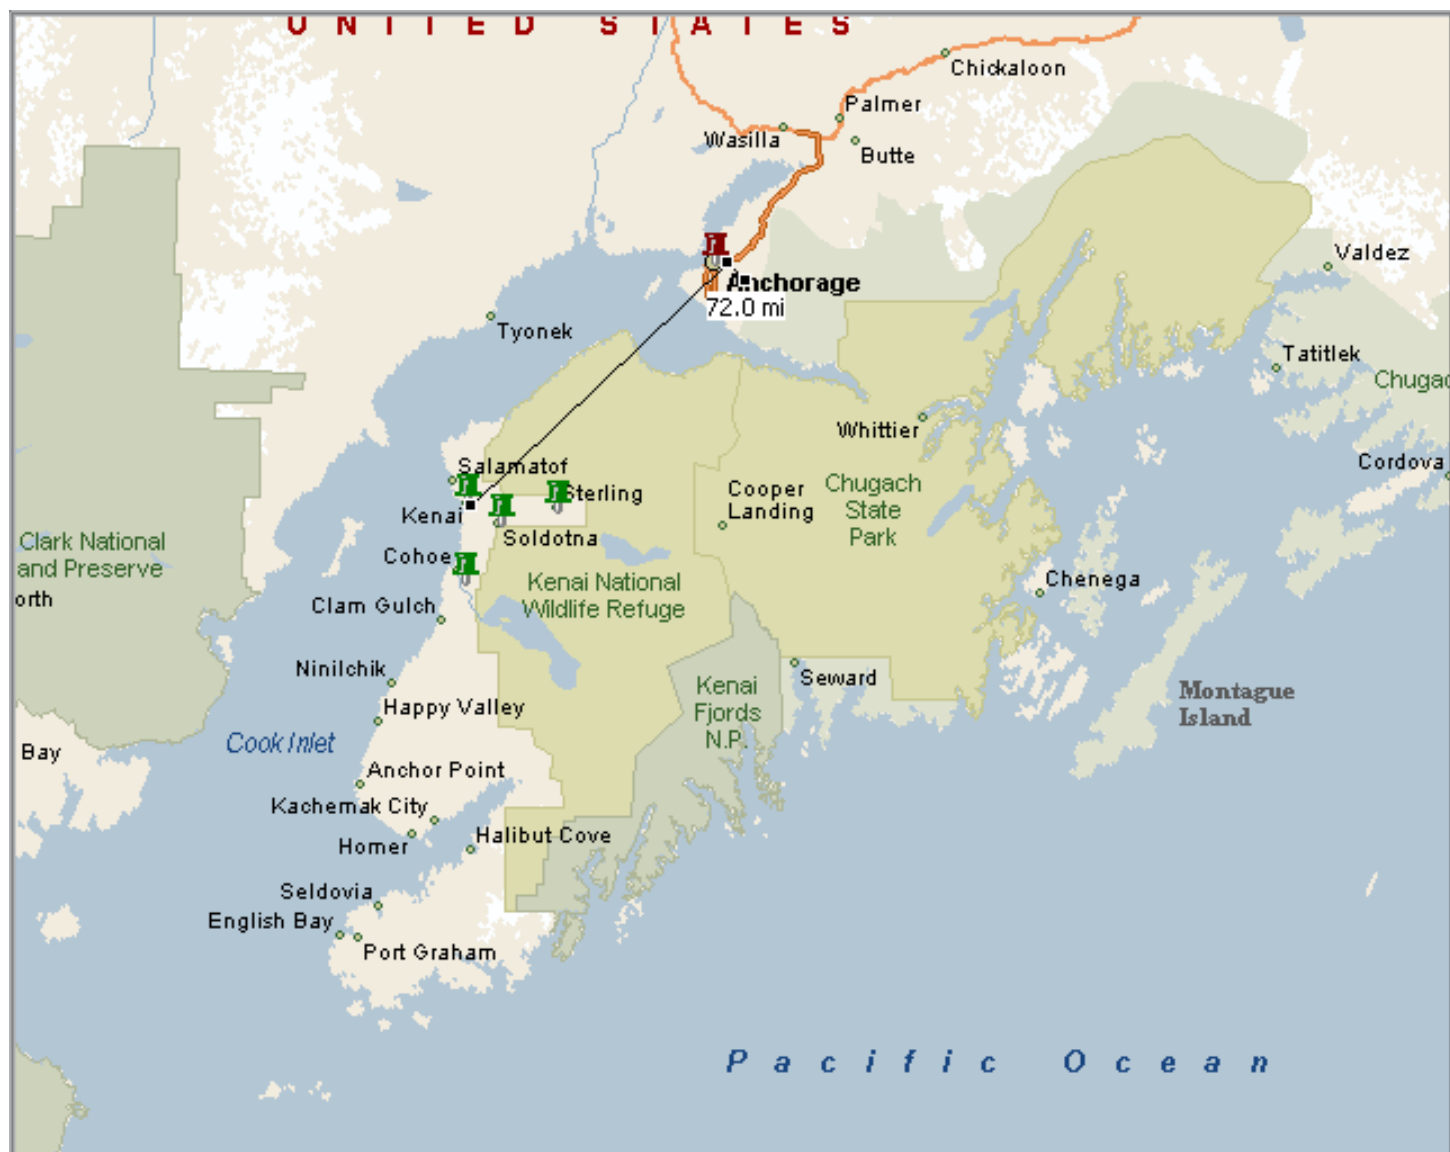 UNITED STATES
Chickaloon
Palmer
Wasilla
Butte
Valdez
Anchorage
72.0 mi
Tyonek
Tatitlek
Chugac
Whittier
Salamatof
Cordova
Sterling
Cooper
Landing
Chugach
State
Park
Kenai
Soldotna
Clark National
and Preserve
Cohoe
Kenai National
Wildlife Refuge
Chenega
orth
Clam Gulch
Ninilchik
Seward
Kenai
Fjords
N.P.
Montague
Island
Happy Valley
Cook Inlet
Bay
Anchor Point
Kachemak City
Halibut Cove
Homer
Seldovia
English Bay
Port Graham
Pacific Ocean